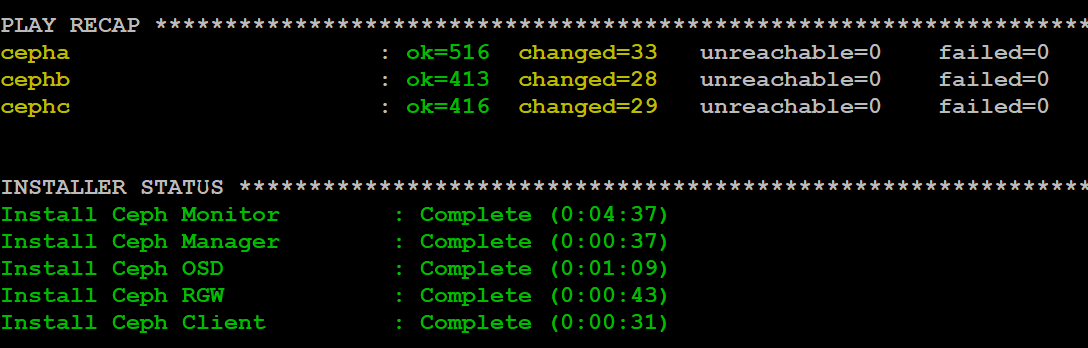 PLAY RECAP *******************************************************************
cepha                      : ok=516  changed=33   unreachable=0    failed=0
cephb                      : ok=413  changed=28   unreachable=0    failed=0
cephc                      : ok=416  changed=29   unreachable=0    failed=0
INSTALLER STATUS *************************************************************
Install Ceph Monitor        : Complete (0:04:37)
Install Ceph Manager        : Complete (0:00:37)
Install Ceph OSD            : Complete (0:01:09)
Install Ceph RGW            : Complete (0:00:43)
Install Ceph Client         : Complete (0:00:31)